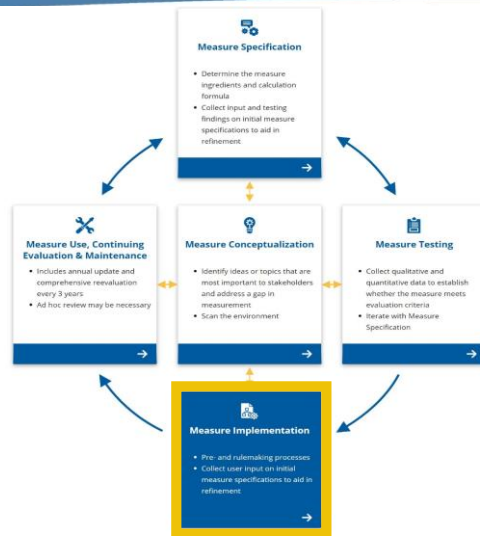 Measure Specification
• Determine the measure
ingredients and calculation
formula
• Collect input and testing
findings on initial measure
specifications to aid in
refinement
Measure Use, Continuing
Evaluation & Maintenance
• Includes annual update and
comprehensive reevaluation
every 3 years
• Ad hoc review may be necessary
Measure Conceptualization
• Identify ideas or topics that are
most important to stakeholders
and address a gap in
measurement
• Scan the environment
Measure Testing
• Collect qualitative and
quantitative data to establish
whether the measure meets
evaluation criteria
• Iterate with Measure
Specification
Measure Implementation
• Pre- and rulemaking processes
• Collect user input on initial
measure specifications to aid in
refinement